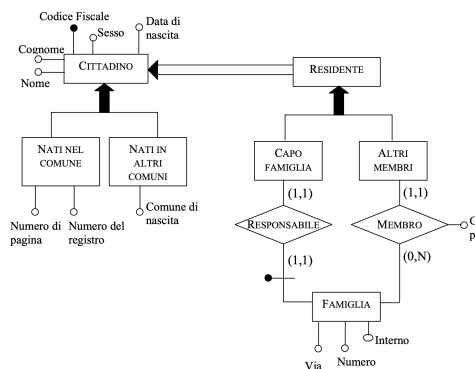 Codice Fiscale
Sesso
Data di
nascita
Cognome
CITTADINO
Nome
RESIDENTE
NATI NEL
COMUNE
NATI IN
ALTRI
COMUNI
CAPO
FAMIGLIA
ALTRI
MEMBRI
Numero di
pagina
Numero del
registro
Comune di
nascita
(1,1)
(1,1)
RESPONSABILE
MEMBRO
(1,1)
(0,N)
FAMIGLIA
Interno
Via
Numero